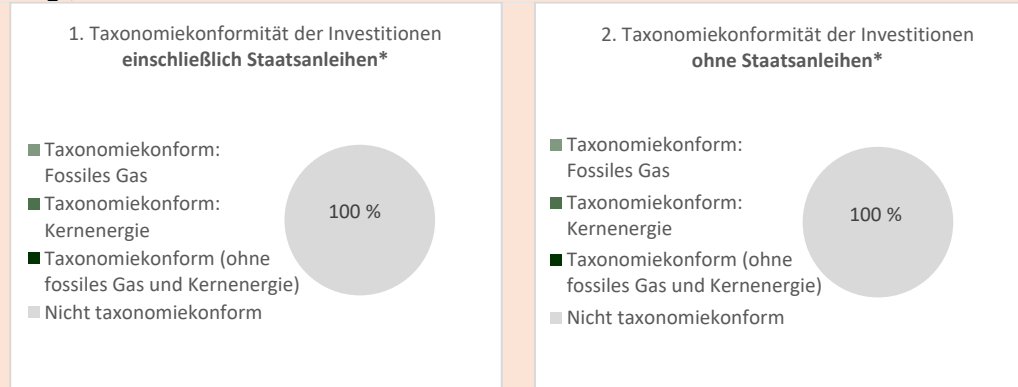 1. Taxonomiekonformität der Investitionen
einschließlich Staatsanleihen*
Taxonomiekonform:
Fossiles Gas
Taxonomiekonform:
Kernenergie
Taxonomiekonform (ohne
fossiles Gas und Kernenergie)
Nicht taxonomiekonform
100 %
2. Taxonomiekonformität der Investitionen
ohne Staatsanleihen*
Taxonomiekonform:
Fossiles Gas
Taxonomiekonform:
Kernenergie
Taxonomiekonform (ohne
fossiles Gas und Kernenergie)
Nicht taxonomiekonform
100 %